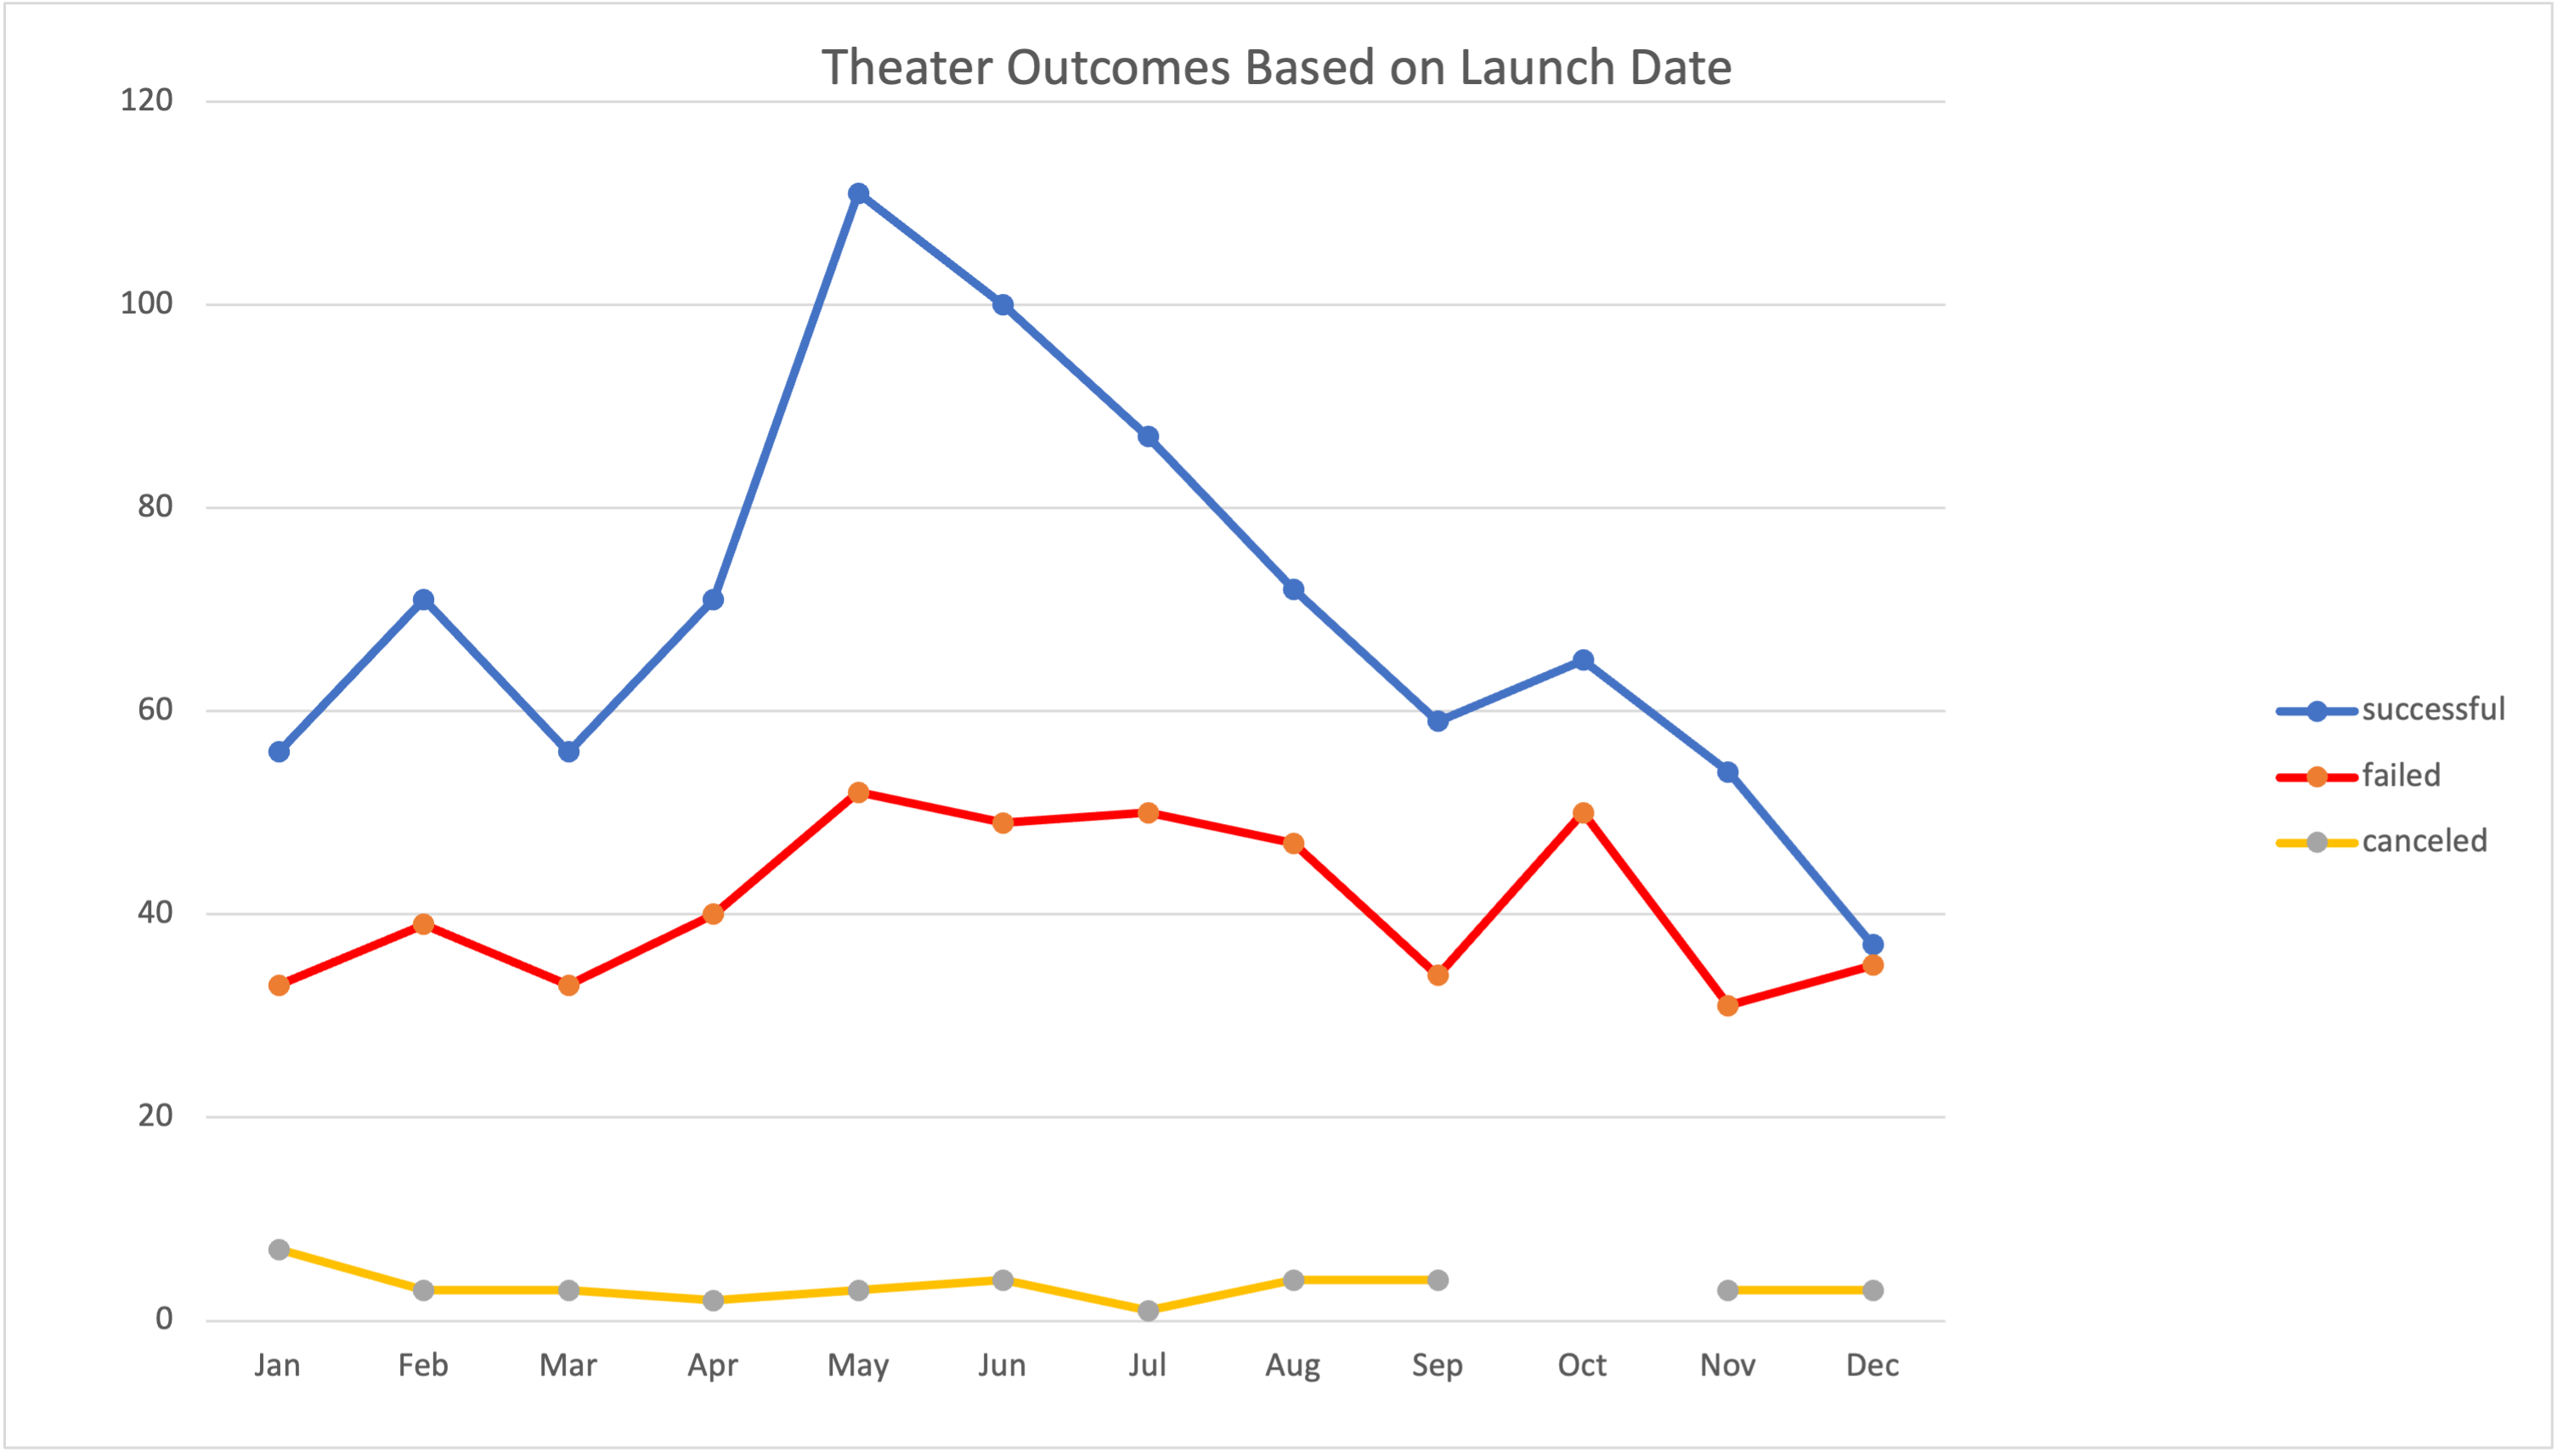 Theater Outcomes Based on Launch Date
120
100
80
60
40
20
0
Jan Feb Mar Apr May Jun Jul Aug Sep Oct Nov Dec
successful
failed
canceled